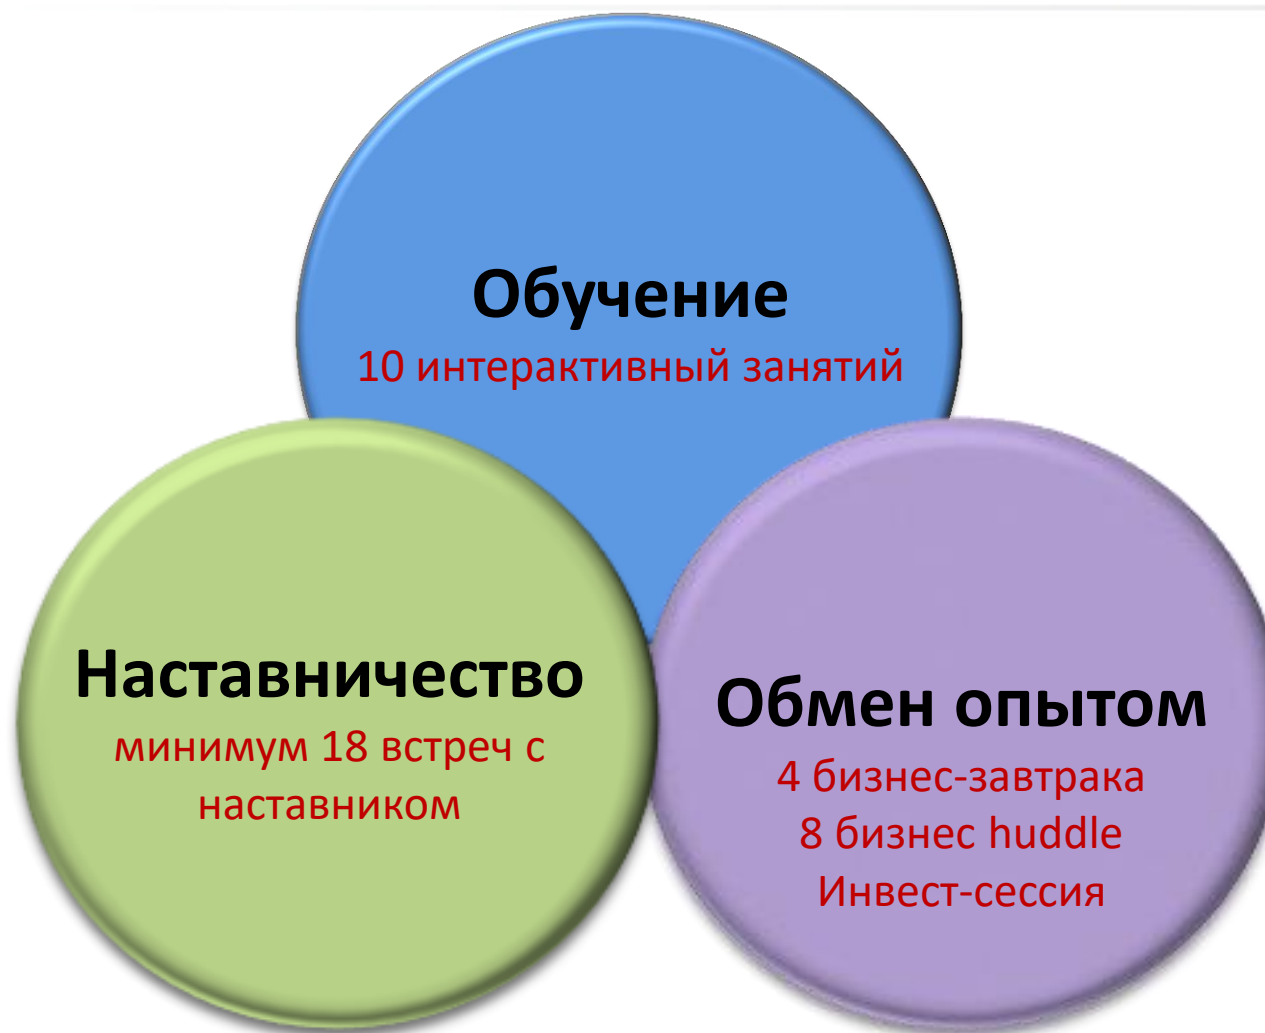 Обучение
10 интерактивный занятий
Наставничество
минимум 18 встреч с
наставником
Обмен опытом
4 бизнес-завтрака
8 бизнес huddle
Инвест-сессия